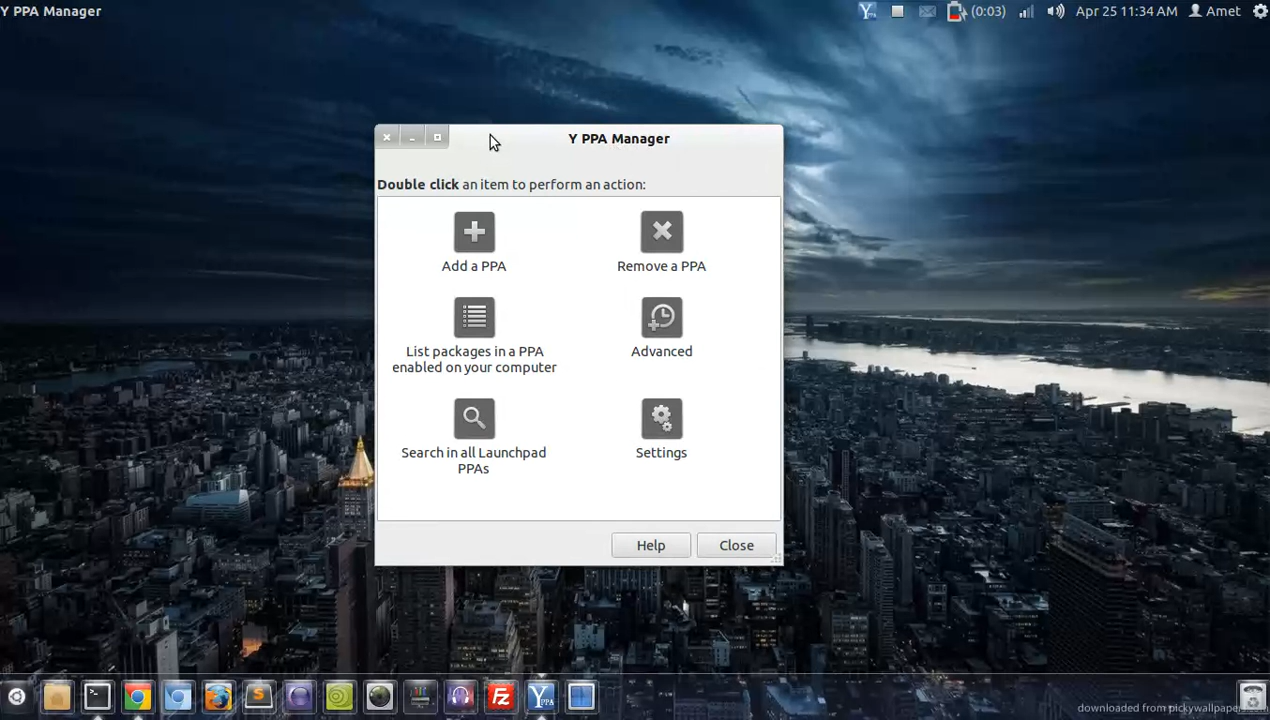 Y PPA Manager
(0:03) Apr 25 11:34 AM Amet
Y PPA Manager
Double click an item to perform an action:
Add a PPA
Remove a PPA
List packages in a PPA
enabled on your computer
Advanced
Search in all Launchpad
PPAs
Settings
Help
Close
downloaded from pickywallpapers.com